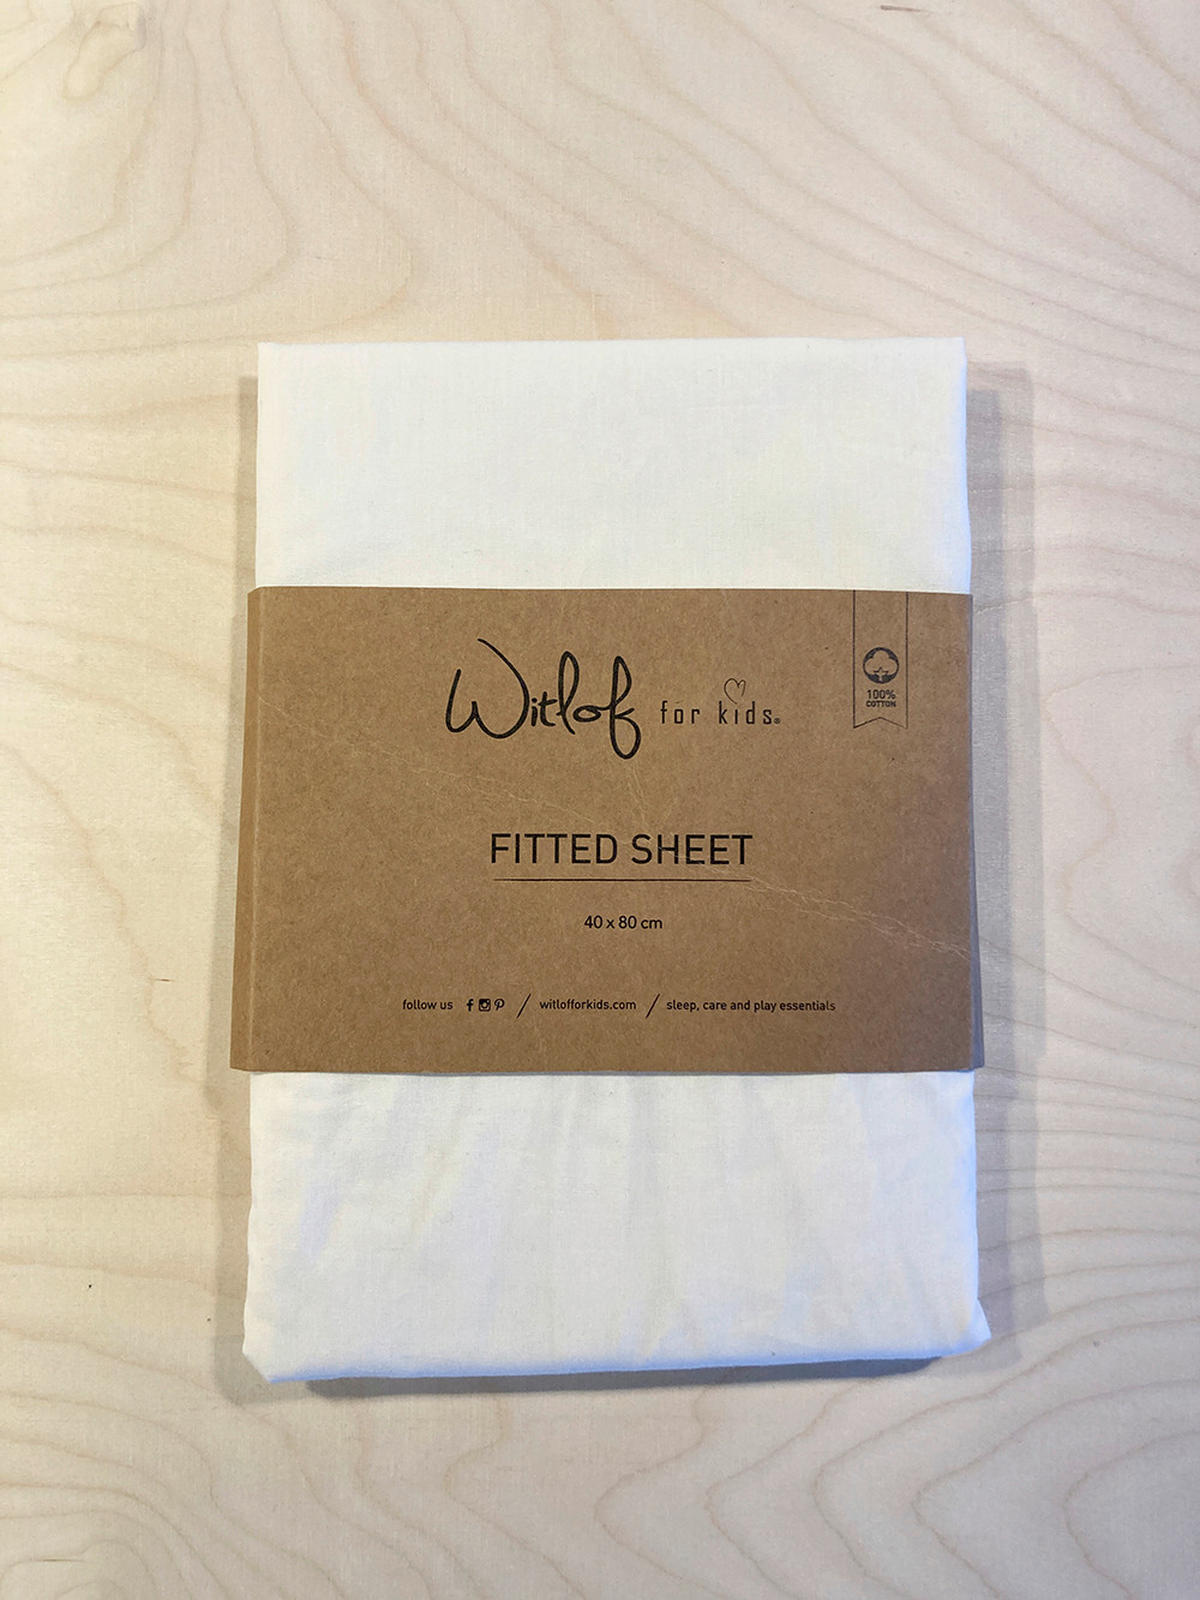 Witlof for kids®
100%
COTTON
FITTED SHEET
40 x 80 cm
follow us / witlofforkids.com / sleep, care and play essentials